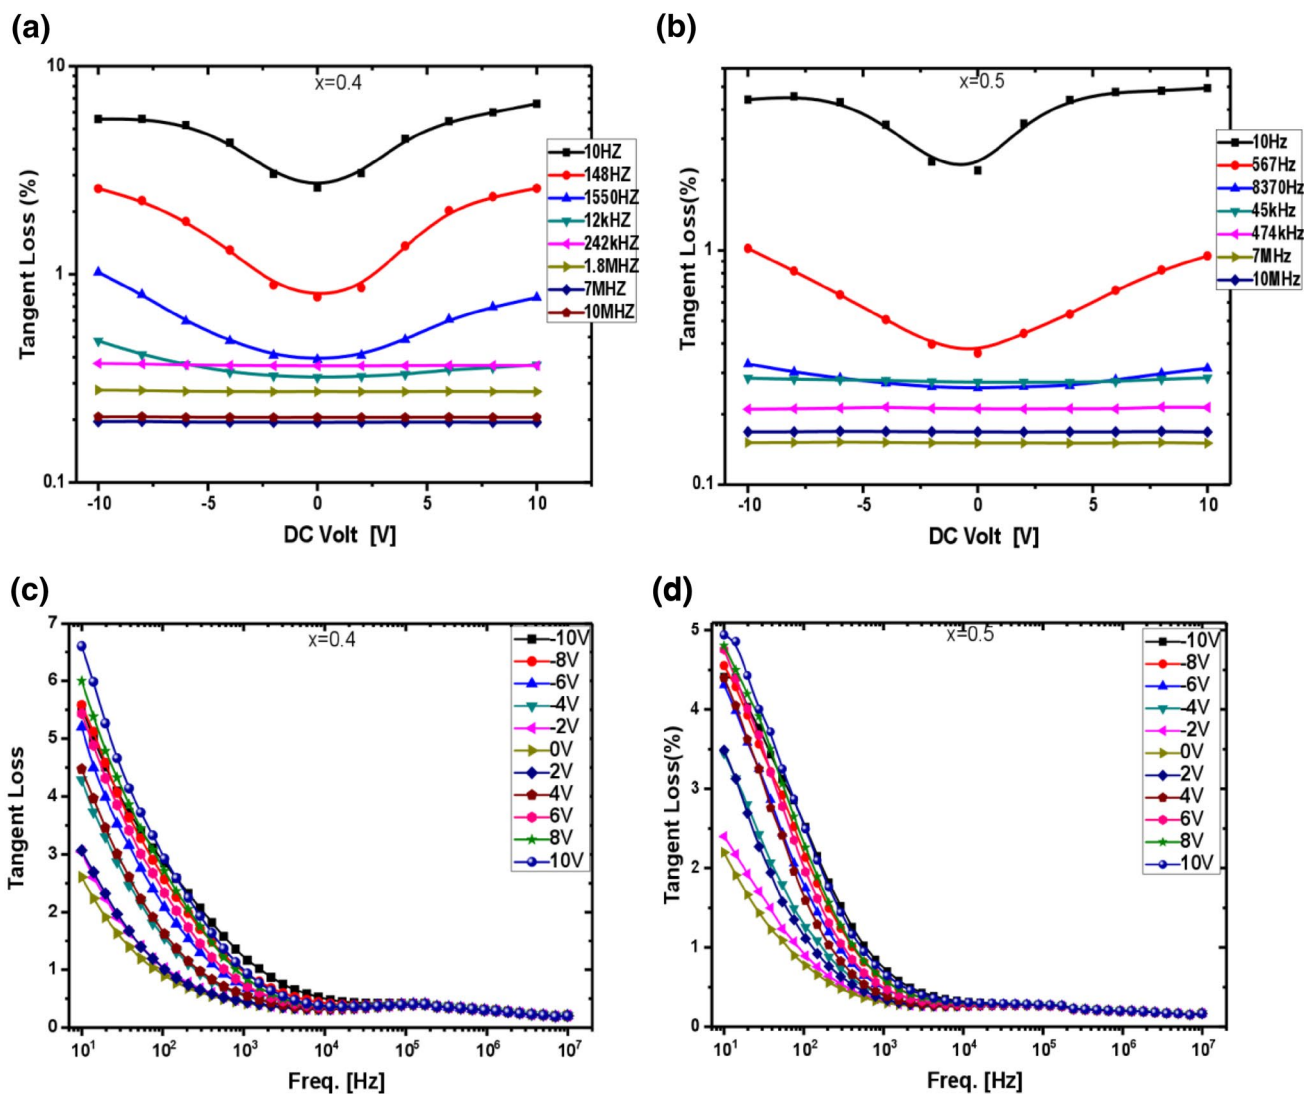 (a)
x=0.4
Tangent Loss (%)
10
1
0.1
-10 -5 0 5 10
DC Volt [V]
10HZ
148HZ
1550HZ
12kHZ
242kHZ
1.8MHZ
7MHZ
10MHZ
(b)
x=0.5
Tangent Loss(%)
1
0.1
-10 -5 0 5 10
DC Volt [V]
10Hz
567Hz
8370Hz
45kHz
474kHz
7MHz
10MHz
(c)
x=0.4
Tangent Loss
7
6
5
4
3
2
1
0
10¹ 10² 10³ 10⁴ 10⁵ 10⁶ 10⁷
Freq. [Hz]
-10V
-8V
-6V
-4V
-2V
0V
2V
4V
6V
8V
10V
(d)
x=0.5
Tangent Loss(%)
5
4
3
2
1
0
10¹ 10² 10³ 10⁴ 10⁵ 10⁶ 10⁷
Freq. [Hz]
-10V
-8V
-6V
-4V
-2V
0V
2V
4V
6V
8V
10V